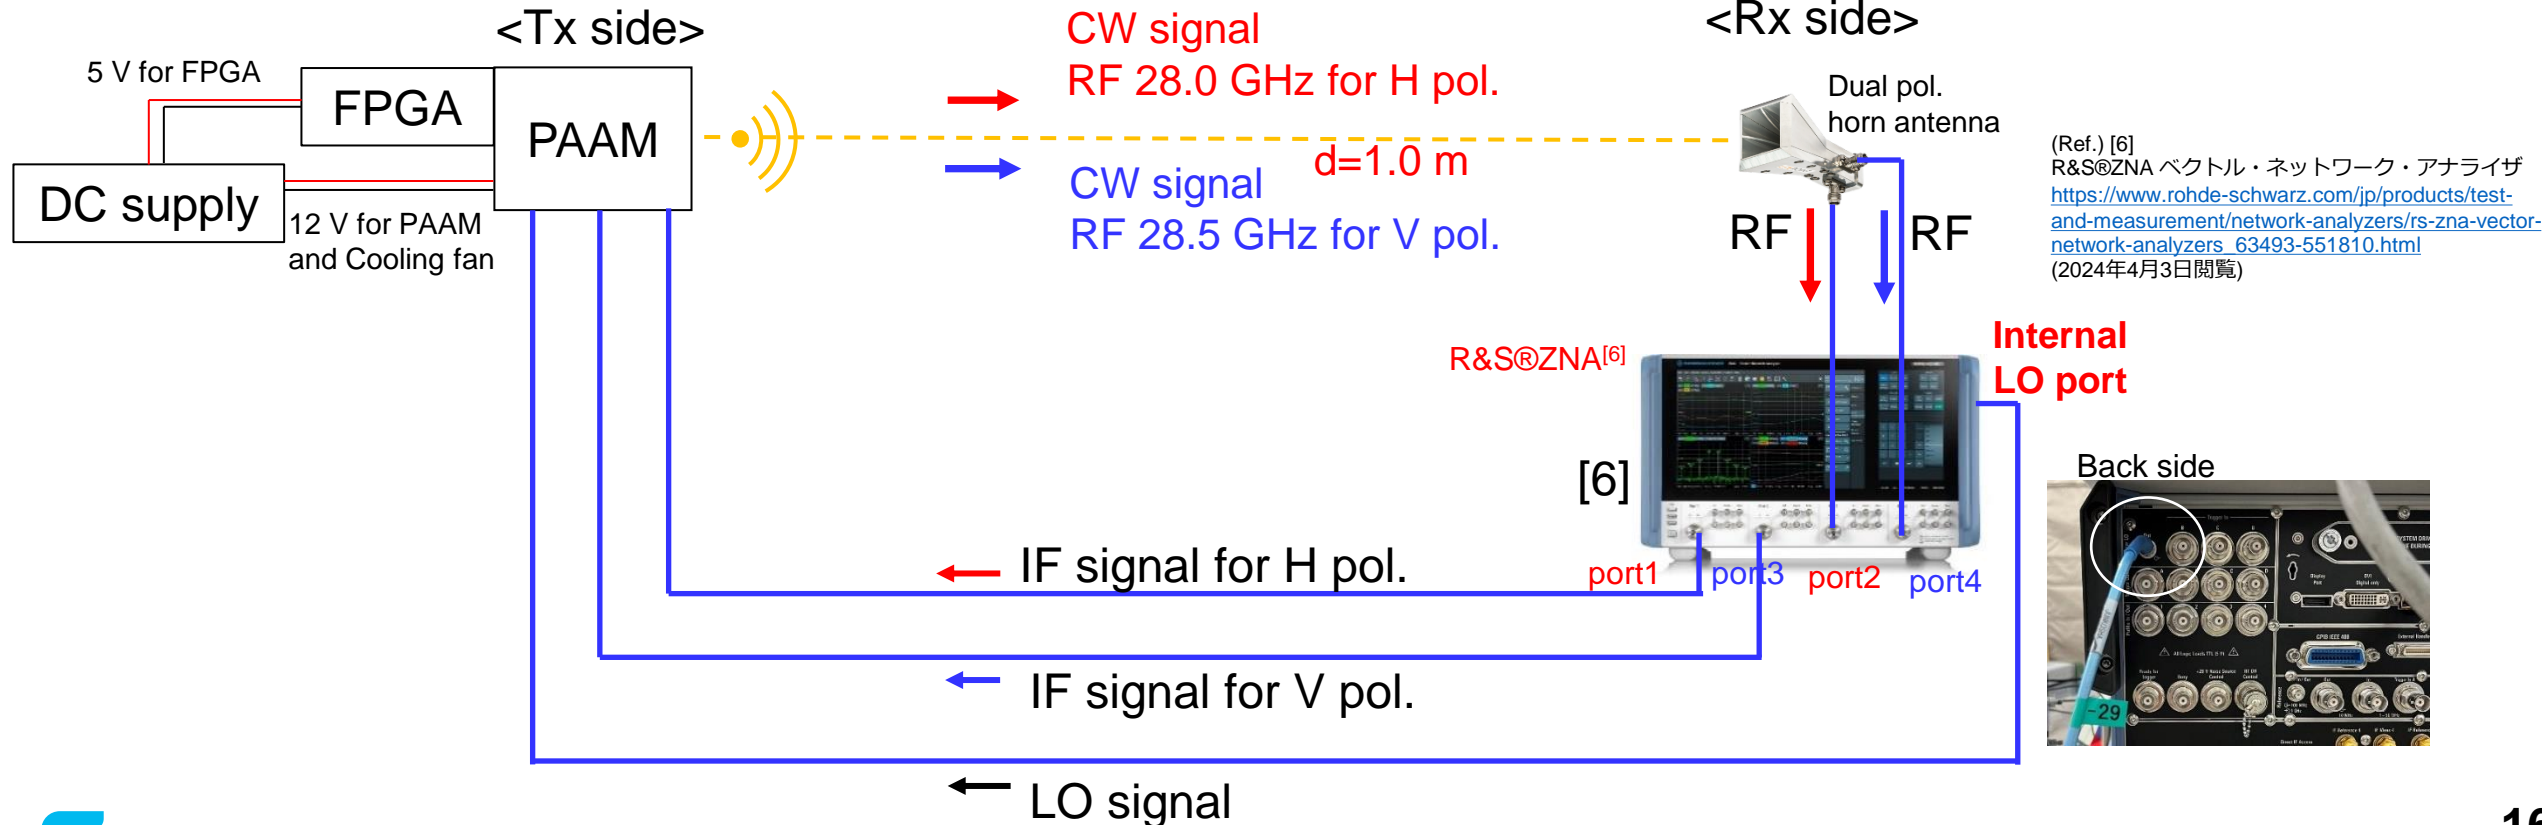 <Tx side>
<Rx side>
5 V for FPGA
FPGA
PAAM
DC supply
12 V for PAAM
and Cooling fan
CW signal
RF 28.0 GHz for H pol.
d=1.0 m
CW signal
RF 28.5 GHz for V pol.
Dual pol.
horn antenna
RF
RF
(Ref.) [6]
R&S®ZNA ベクトル・ネットワーク・アナライザ
https://www.rohde-schwarz.com/jp/products/test-
and-measurement/network-analyzers/rs-zna-vector-
network-analyzers_63493-551810.html
(2024年4月3日閲覧)
R&S®ZNA[6]
Internal
LO port
[6]
port1
port3
port2
port4
IF signal for H pol.
IF signal for V pol.
LO signal
Back side
GPIB IEEE 488
-29
16